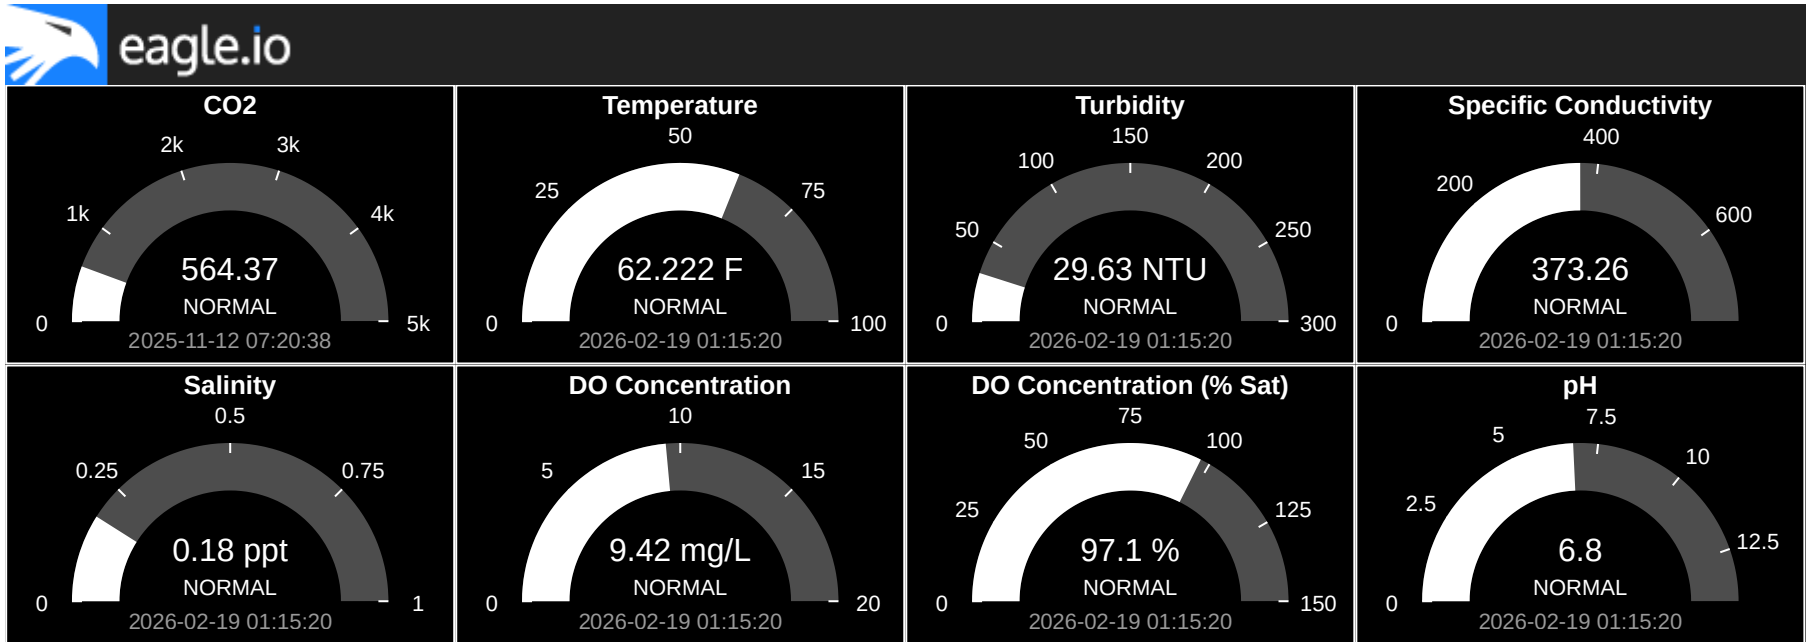 eagle.io
CO2
0
1k
2k
3k
4k
5k
564.37
NORMAL
2025-11-12 07:20:38
Temperature
0
25
50
75
100
62.222 F
NORMAL
2026-02-19 01:15:20
Turbidity
0
50
100
150
200
250
300
29.63 NTU
NORMAL
2026-02-19 01:15:20
Specific Conductivity
0
200
400
600
373.26
NORMAL
2026-02-19 01:15:20
Salinity
0
0.25
0.5
0.75
1
0.18 ppt
NORMAL
2026-02-19 01:15:20
DO Concentration
0
5
10
15
20
9.42 mg/L
NORMAL
2026-02-19 01:15:20
DO Concentration (% Sat)
0
25
50
75
100
125
150
97.1 %
NORMAL
2026-02-19 01:15:20
pH
0
2.5
5
7.5
10
12.5
6.8
NORMAL
2026-02-19 01:15:20